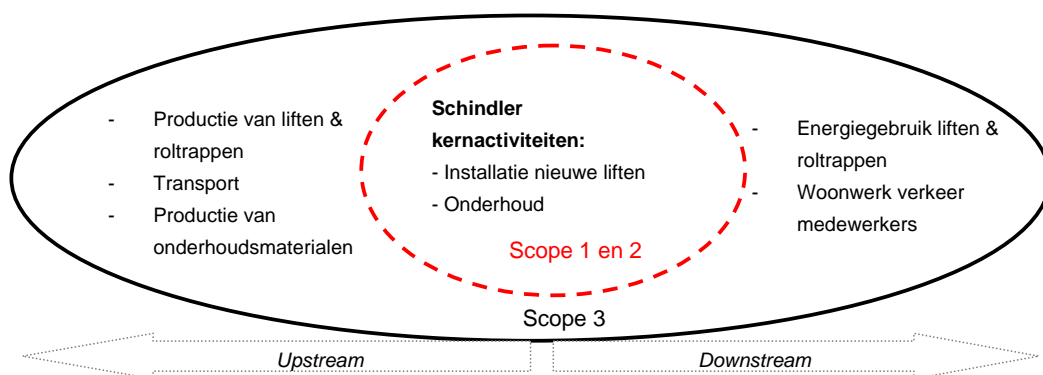 - Productie van liften &
roltrappen
- Transport
- Productie van
onderhoudsmaterialen
Schindler
kernactiviteiten:
- Installatie nieuwe liften
- Onderhoud
Scope 1 en 2
- Energiegebruik liften &
roltrappen
- Woonwerk verkeer
medewerkers
Scope 3
Upstream
Downstream